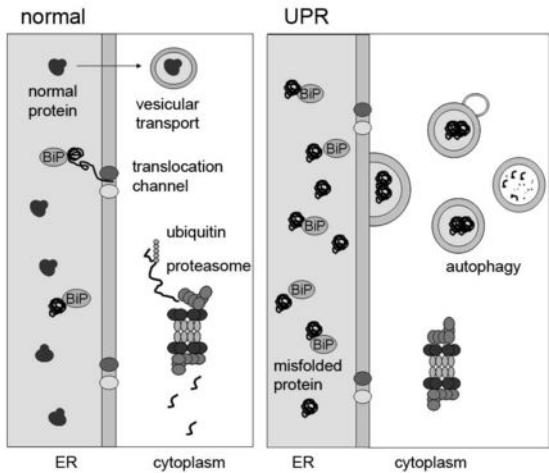 normal
normal
protein
vesicular
transport
BiP
translocation
channel
ubiquitin
proteasome
BiP
ER
cytoplasm
UPR
BiP
BiP
BiP
autophagy
BiP
BiP
misfolded
protein
ER
cytoplasm